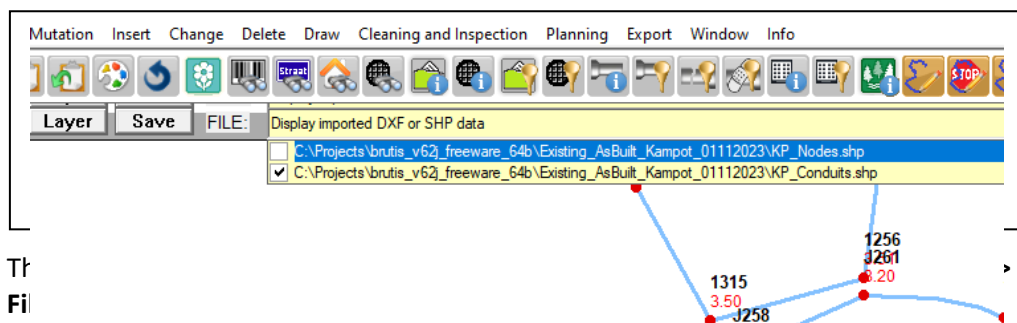 Mutation Insert Change Delete Draw Cleaning and Inspection Planning Export Window Info
Straat STOP
Layer Save FILE: Display imported DXF or SHP data
C:\Projects\brutis_v62j_freeware_64b\Existing_AsBuilt_Kampot_01112023\KP_Nodes.shp
C:\Projects\brutis_v62j_freeware_64b\Existing_AsBuilt_Kampot_01112023\KP_Conduits.shp
1256
J261
3.20
1315
3.50
J258
>